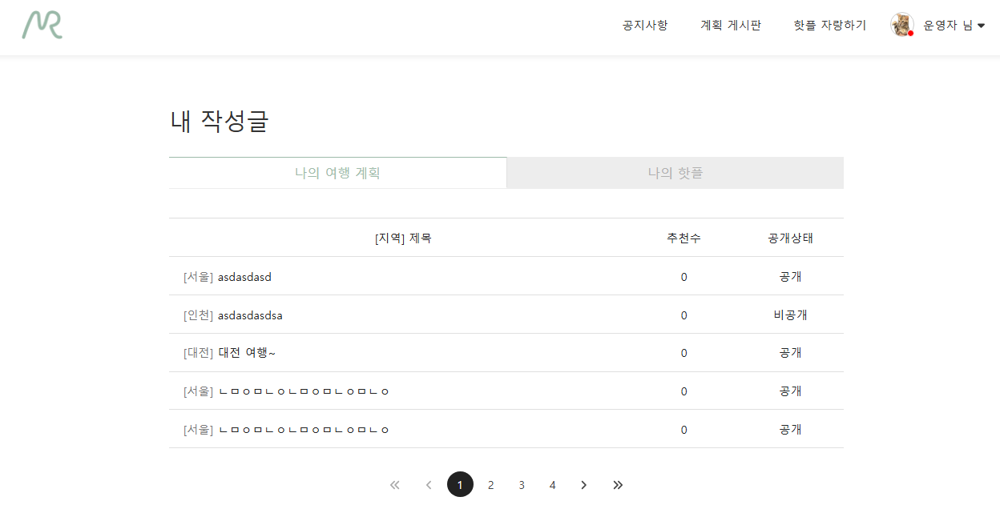 NR
공지사항 계획 게시판 핫플 자랑하기 운영자 님
내 작성글
나의 여행 계획 나의 핫플
[지역] 제목 추천수 공개상태
[서울] asdasdasd 0 공개
[인천] asdasdasdsa 0 비공개
[대전] 대전 여행~ 0 공개
[서울] ㄴㅁㅇㅁㄴㅇㄴㅁㅇㅁㄴㅇㅁㄴㅇ 0 공개
[서울] ㄴㅁㅇㅁㄴㅇㄴㅁㅇㅁㄴㅇㅁㄴㅇ 0 공개
« ‹ 1 2 3 4 › »